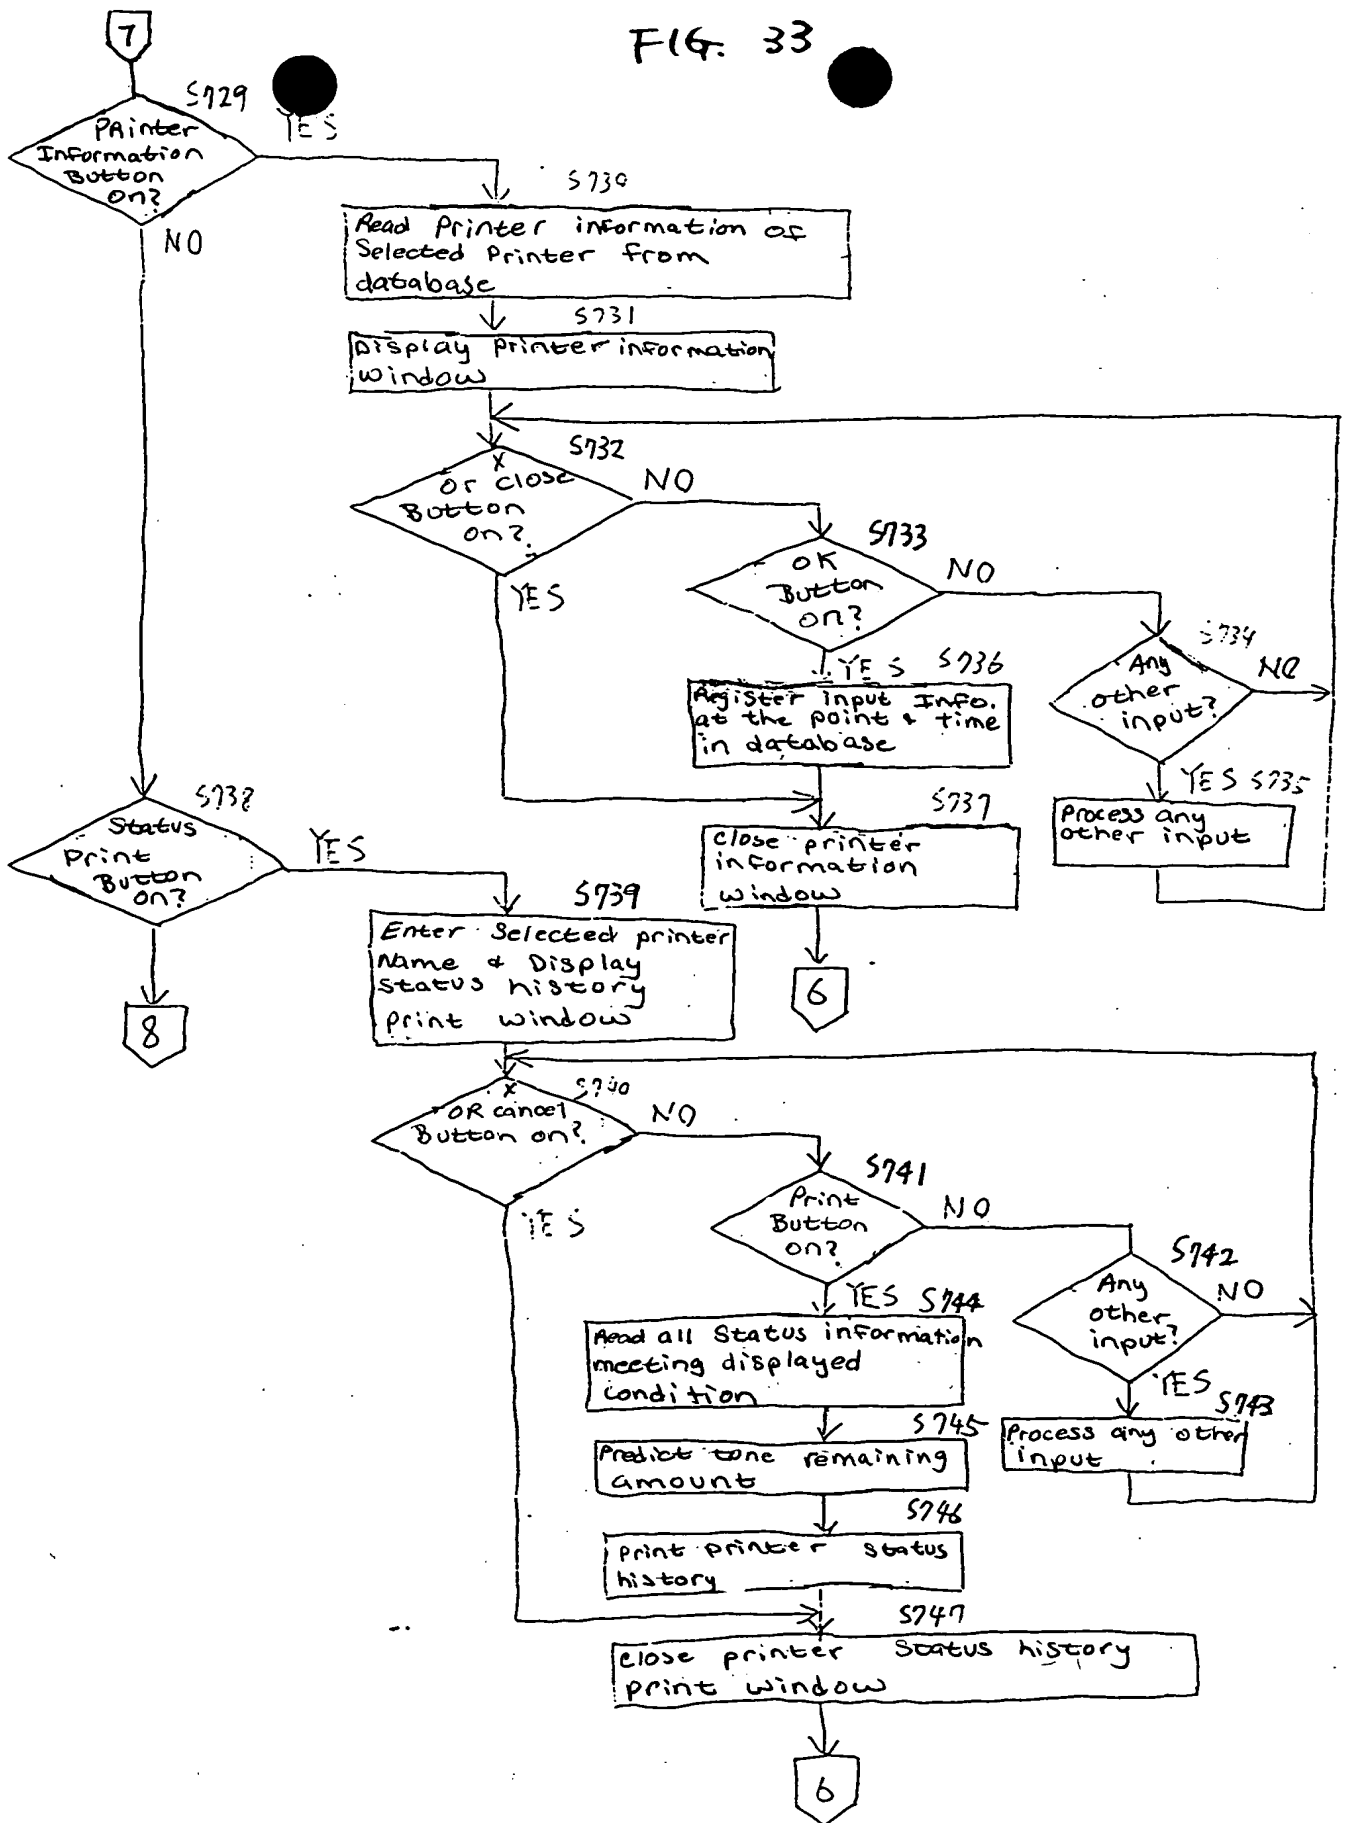 FIG. 33
7
S729
Printer
Information
Button
on?
YES
NO
S730
Read Printer information of
Selected Printer from
database
S731
Display printer information
window
S732
X
or close
Button
on?
NO
YES
S733
OK
Button
on?
NO
YES
S734
Any
other
input?
NO
YES
S735
Process any
other input
S736
Register input Info.
at the point & time
in database
S737
Close printer
information
window
6
S738
Status
print
Button
on?
YES
8
S739
Enter Selected printer
Name & Display
status history
print window
S740
X
OR cancel
Button on?
NO
YES
S741
Print
Button
on?
NO
YES
S742
Any
other
input?
NO
YES
S743
Process any other
input
S744
Read all Status information
meeting displayed
condition
S745
Predict tone remaining
amount
S746
Print printer status
history
S747
close printer Status history
print window
6